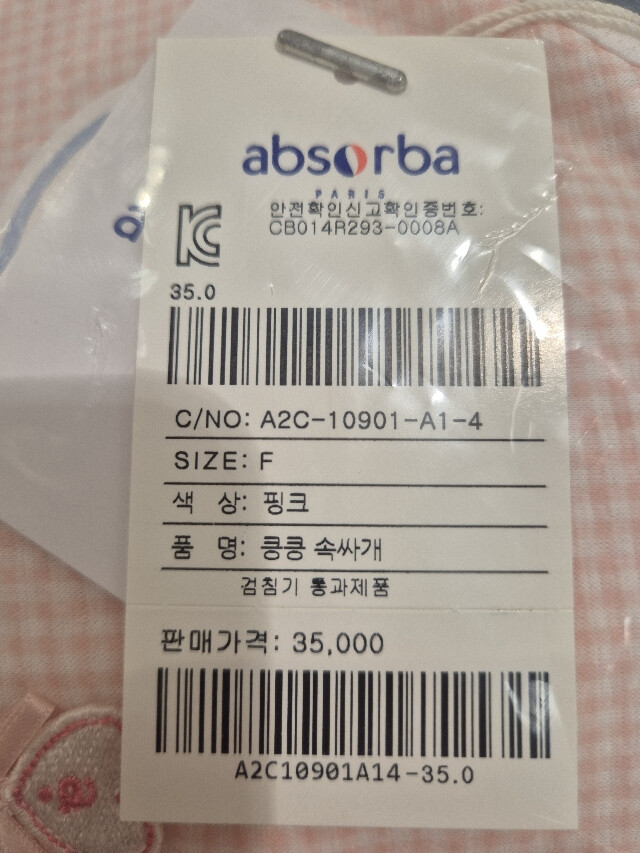 absorba
PARIS
안전확인신고확인증번호:
CB014R293-0008A
35.0
C/NO: A2C-10901-A1-4
SIZE: F
색 상: 핑크
품 명: 킁킁 속싸개
검침기 통과제품
판매가격: 35,000
A2C10901A14-35.0